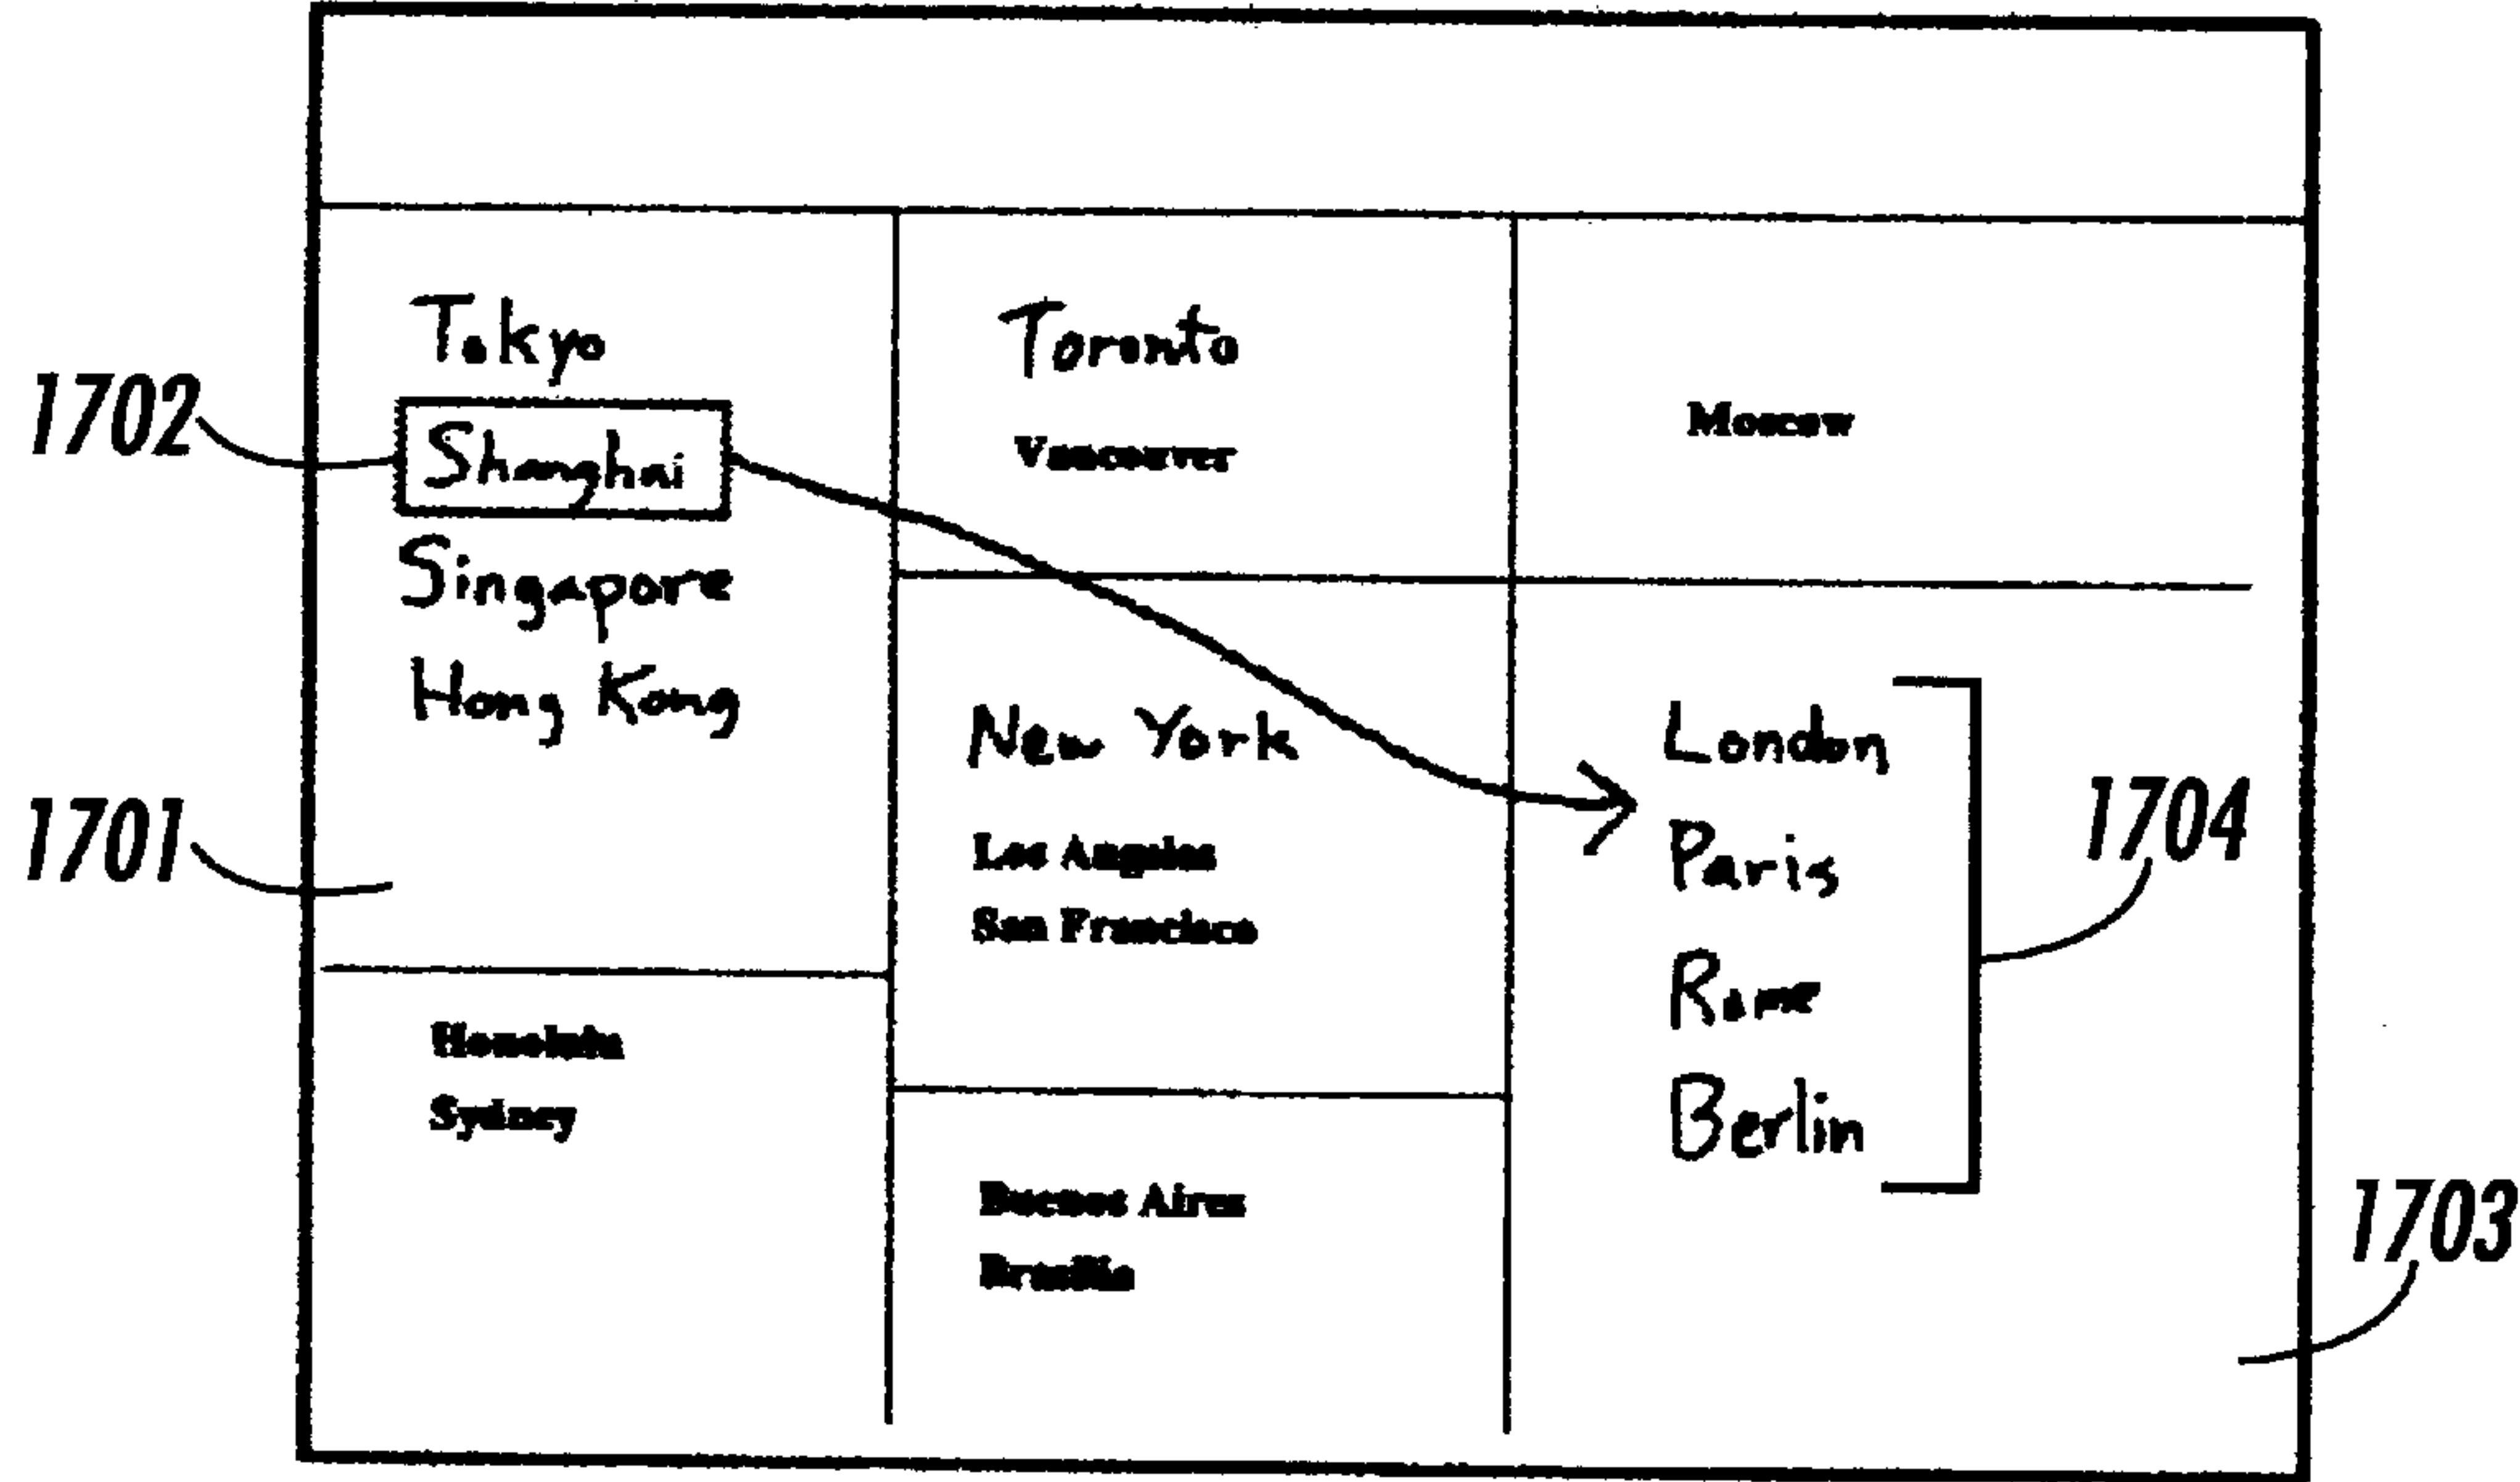 Tokyo
Shanghai
Singapore
Hong Kong
Honolulu
Sydney
Toronto
Vancouver
New York
Los Angeles
San Francisco
Buenos Aires
Brasilia
Moscow
London
Paris
Rome
Berlin
1702
1701
1704
1703